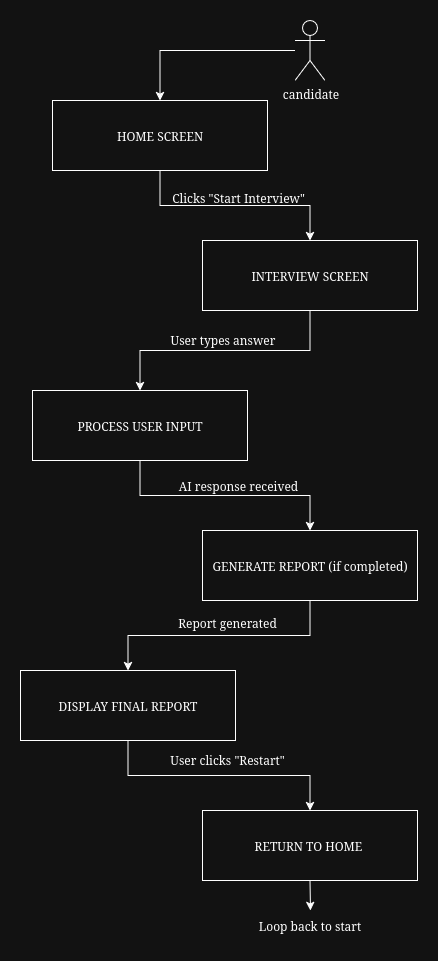 candidate
HOME SCREEN
Clicks "Start Interview"
INTERVIEW SCREEN
User types answer
PROCESS USER INPUT
AI response received
GENERATE REPORT (if completed)
Report generated
DISPLAY FINAL REPORT
User clicks "Restart"
RETURN TO HOME
Loop back to start